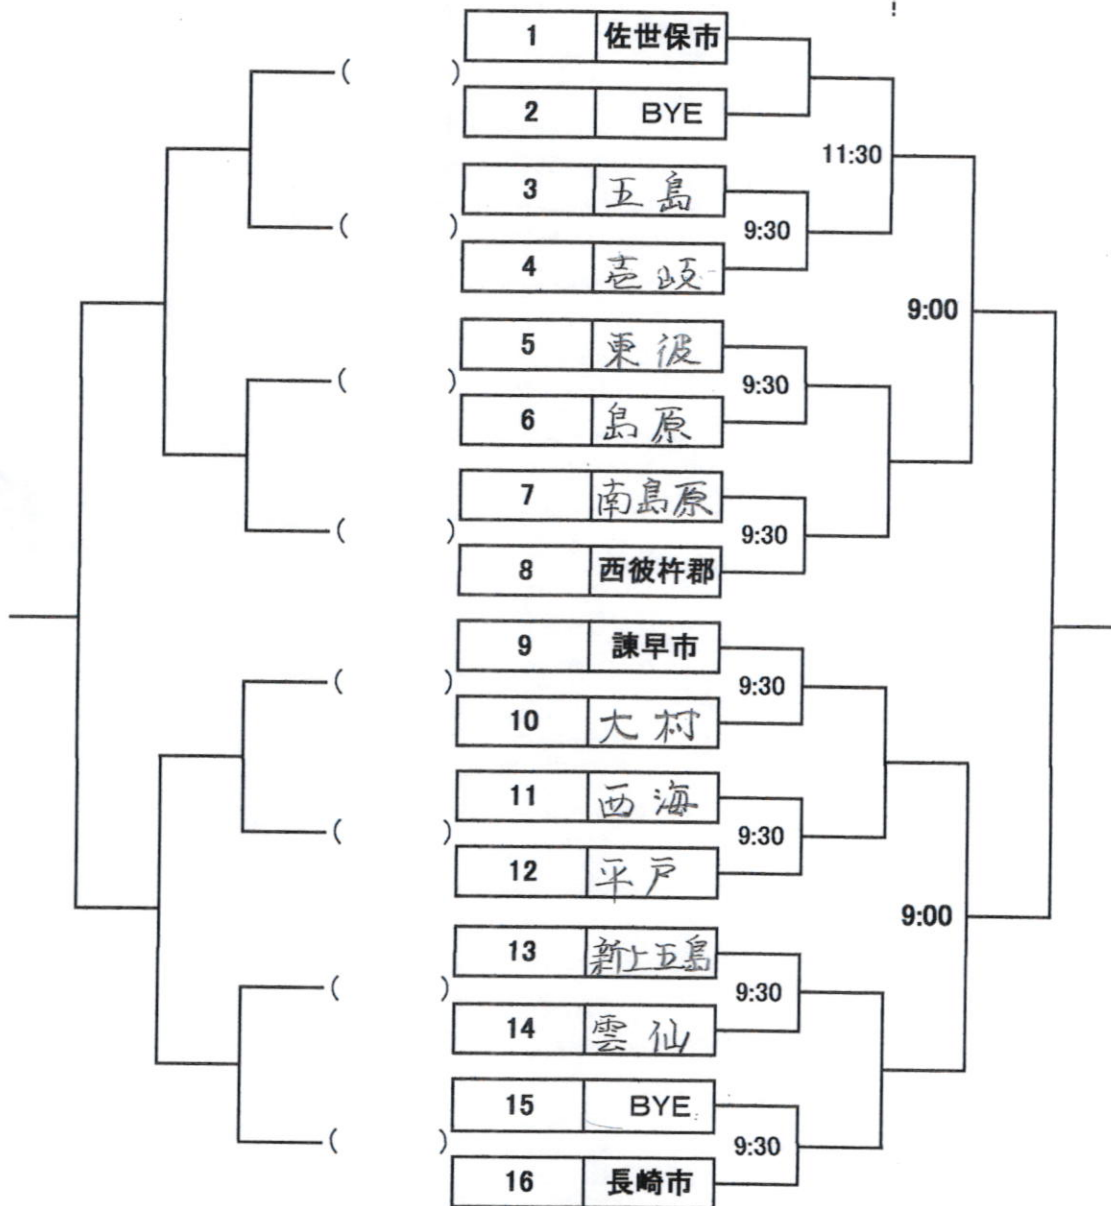 1 佐世保市
( )
2 BYE
11:30
3 五島
( ) 9:30
4 壱岐
9:00
5 東彼
( ) 9:30
6 島原
7 南島原
( ) 9:30
8 西彼杵郡
9 諫早市
( ) 9:30
10 大村
11 西海
( ) 9:30
12 平戸
9:00
13 新上五島
( ) 9:30
14 雲仙
15 BYE
( ) 9:30
16 長崎市